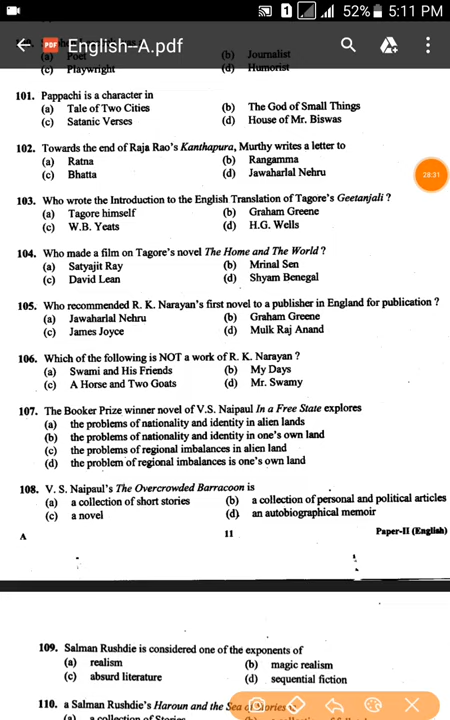 1 52% 5:11 PM
English--A.pdf
PDF
(a) Poet (b) Journalist
(c) Playwright (d) Humorist
101. Pappachi is a character in
(a) Tale of Two Cities (b) The God of Small Things
(c) Satanic Verses (d) House of Mr. Biswas
102. Towards the end of Raja Rao's Kanthapura, Murthy writes a letter to
(a) Ratna (b) Rangamma
(c) Bhatta (d) Jawaharlal Nehru
28:31
103. Who wrote the Introduction to the English Translation of Tagore's Geetanjali ?
(a) Tagore himself (b) Graham Greene
(c) W.B. Yeats (d) H.G. Wells
104. Who made a film on Tagore's novel The Home and The World ?
(a) Satyajit Ray (b) Mrinal Sen
(c) David Lean (d) Shyam Benegal
105. Who recommended R. K. Narayan's first novel to a publisher in England for publication ?
(a) Jawaharlal Nehru (b) Graham Greene
(c) James Joyce (d) Mulk Raj Anand
106. Which of the following is NOT a work of R. K. Narayan ?
(a) Swami and His Friends (b) My Days
(c) A Horse and Two Goats (d) Mr. Swamy
107. The Booker Prize winner novel of V.S. Naipaul In a Free State explores
(a) the problems of nationality and identity in alien lands
(b) the problems of nationality and identity in one's own land
(c) the problems of regional imbalances in alien land
(d) the problem of regional imbalances is one's own land
108. V. S. Naipaul's The Overcrowded Barracoon is
(a) a collection of short stories (b) a collection of personal and political articles
(c) a novel (d) an autobiographical memoir
A 11 Paper-II (English)
109. Salman Rushdie is considered one of the exponents of
(a) realism (b) magic realism
(c) absurd literature (d) sequential fiction
110. a Salman Rushdie's Haroun and the Sea of Stories
(a) a collection of Stories